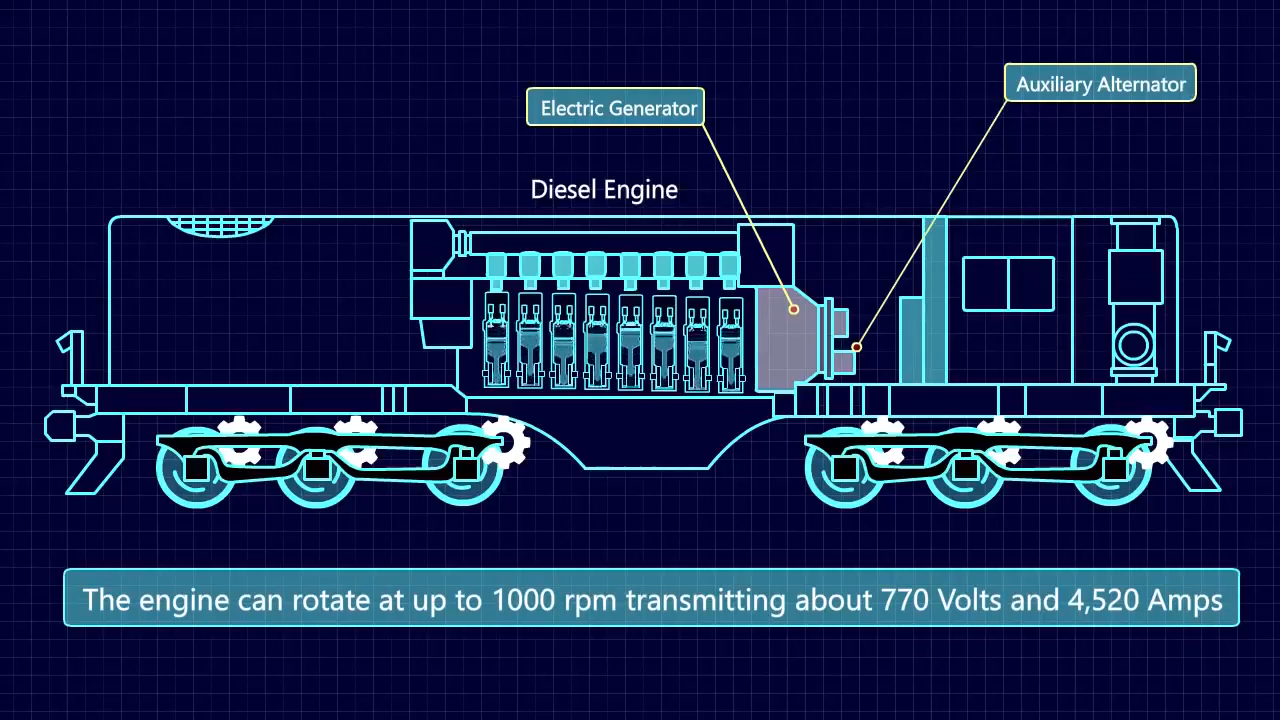 Auxiliary Alternator
Electric Generator
Diesel Engine
The engine can rotate at up to 1000 rpm transmitting about 770 Volts and 4,520 Amps